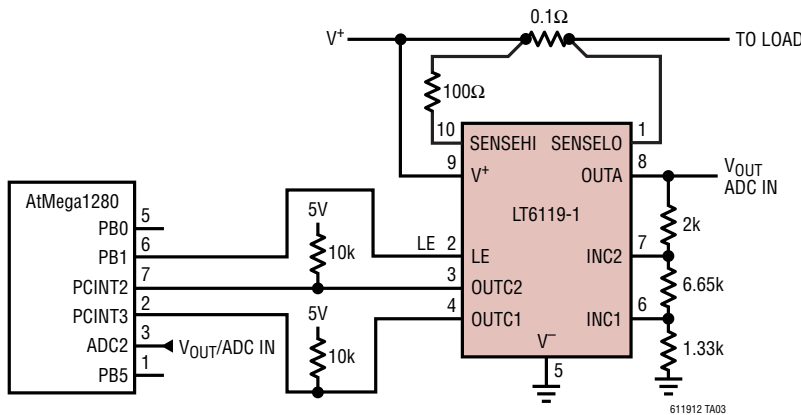 0.1Ω
V+ TO LOAD
100Ω
10 1
SENSEHI SENSELO
9 8
V+ OUTA VOUT
ADC IN
AtMega1280
LT6119-1
2k
PB0 5
5V
PB1 6
10k
LE 2 LE
INC2 7
PCINT2 7
3 OUTC2
6.65k
PCINT3 2
4 OUTC1
INC1 6
5V
ADC2 3 VOUT/ADC IN
10k
V–
1.33k
PB5 1
5
611912 TA03